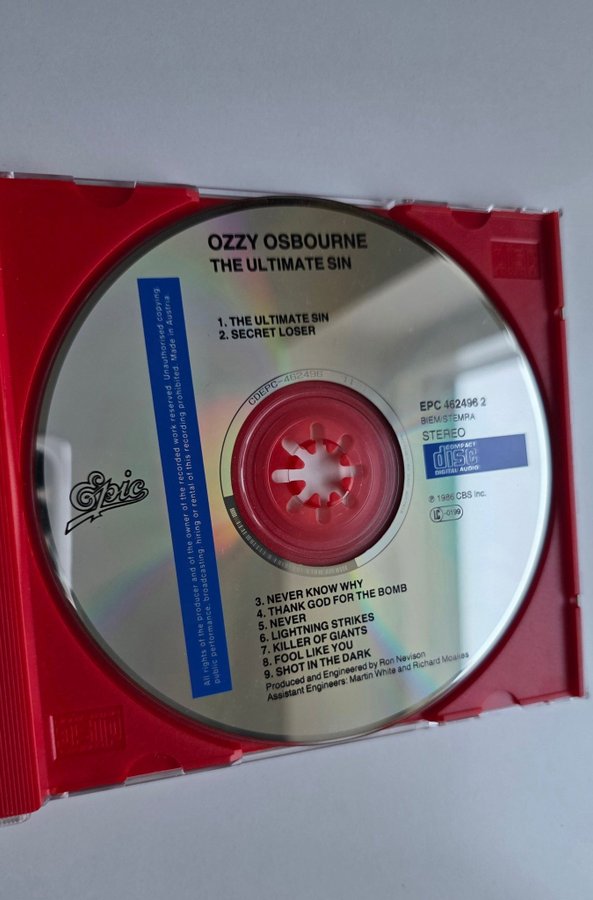 OZZY OSBOURNE
THE ULTIMATE SIN
1. THE ULTIMATE SIN
2. SECRET LOSER
CDEPC-462496 11
EPC 462496 2
BIEM/STEMRA
STEREO
COMPACT
disc
DIGITAL AUDIO
℗ 1986 CBS Inc.
LC-0199
Epic
All rights of the producer and of the owner of the recorded work reserved. Unauthorised copying,
public performance, broadcasting, hiring or rental of this recording prohibited. Made in Austria.
3. NEVER KNOW WHY
4. THANK GOD FOR THE BOMB
5. NEVER
6. LIGHTNING STRIKES
7. KILLER OF GIANTS
8. FOOL LIKE YOU
9. SHOT IN THE DARK
Produced and Engineered by Ron Nevison
Assistant Engineers: Martin White and Richard Moakes